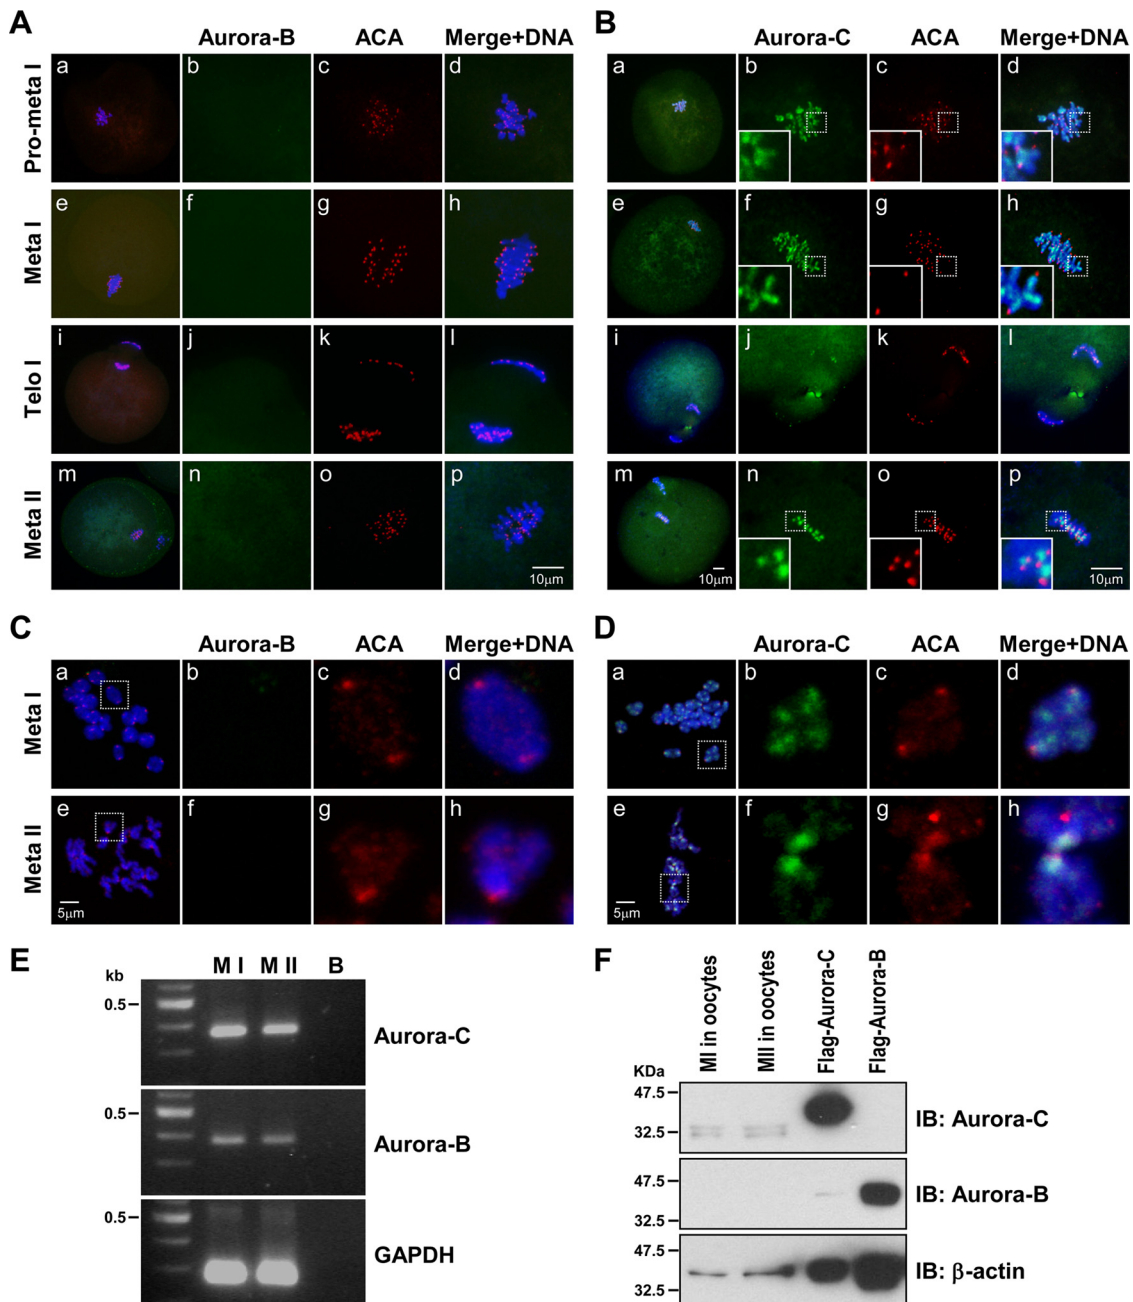 A
Aurora-B ACA Merge+DNA
Pro-meta I
a b c d
Meta I
e f g h
Telo I
i j k l
Meta II
m n o p
10μm
B
Aurora-C ACA Merge+DNA
a b c d
e f g h
i j k l
m n o p
10μm 10μm
C
Aurora-B ACA Merge+DNA
Meta I
a b c d
Meta II
e f g h
5μm
D
Aurora-C ACA Merge+DNA
a b c d
e f g h
5μm
E
kb M I M II B
0.5
Aurora-C
0.5
Aurora-B
0.5
GAPDH
F
MI in oocytes
MII in oocytes
Flag-Aurora-C
Flag-Aurora-B
KDa
47.5
32.5
IB: Aurora-C
47.5
32.5
IB: Aurora-B
47.5
32.5
IB: β-actin